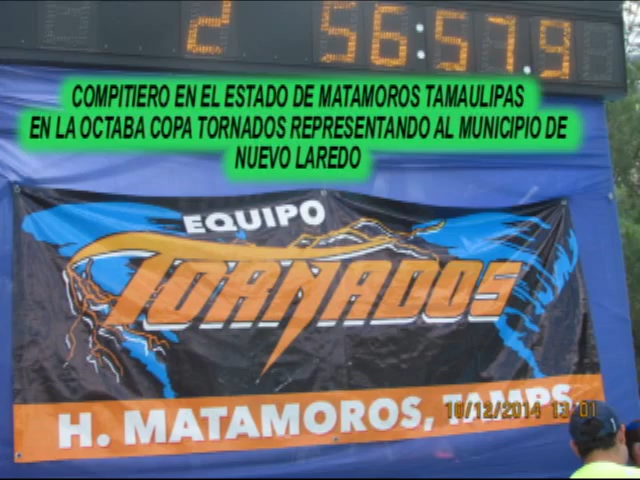 2 56:57.9
COMPITIERO EN EL ESTADO DE MATAMOROS TAMAULIPAS
EN LA OCTABA COPA TORNADOS REPRESENTANDO AL MUNICIPIO DE
NUEVO LAREDO
EQUIPO
TORNADOS
H. MATAMOROS, TAMPS
10/12/2014 13:01